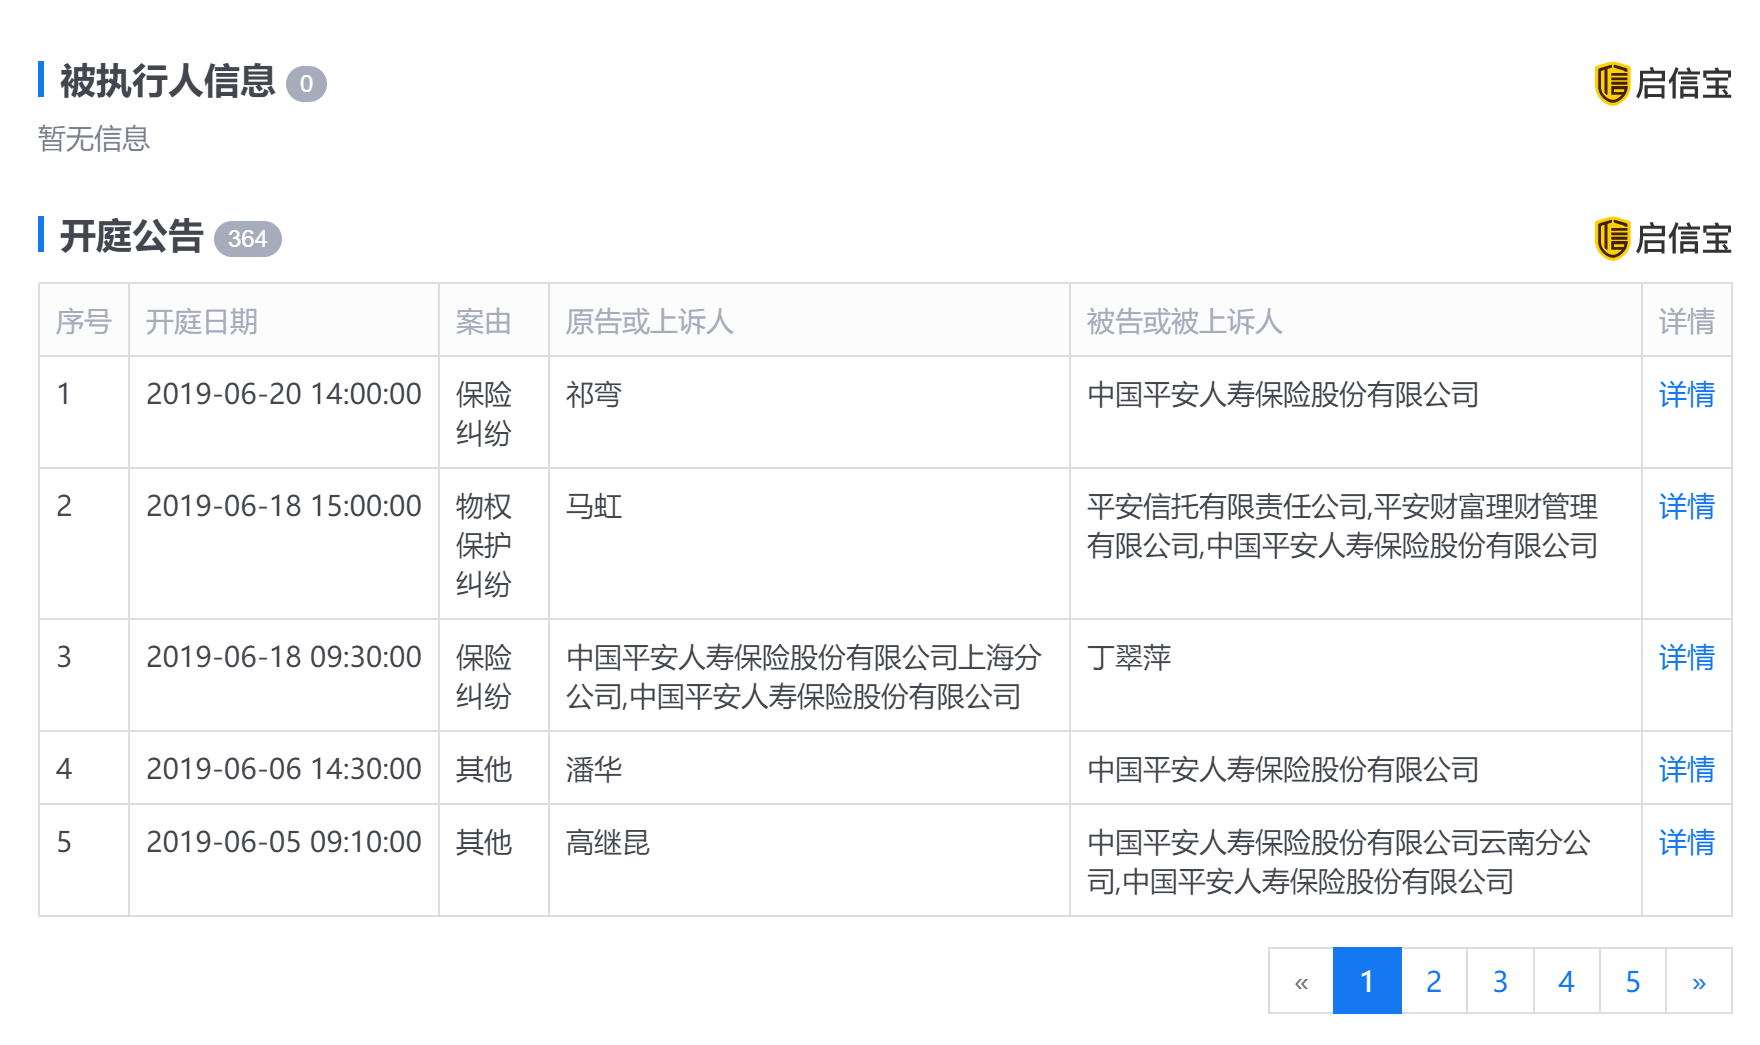 被执行人信息 0 启信宝
暂无信息
开庭公告 364 启信宝
序号 开庭日期 案由 原告或上诉人 被告或被上诉人 详情
1 2019-06-20 14:00:00 保险 祁弯 中国平安人寿保险股份有限公司 详情
纠纷
2 2019-06-18 15:00:00 物权 马虹 平安信托有限责任公司,平安财富理财管理 详情
保护 有限公司,中国平安人寿保险股份有限公司
纠纷
3 2019-06-18 09:30:00 保险 中国平安人寿保险股份有限公司上海分 丁翠萍 详情
纠纷 公司,中国平安人寿保险股份有限公司
4 2019-06-06 14:30:00 其他 潘华 中国平安人寿保险股份有限公司 详情
5 2019-06-05 09:10:00 其他 高继昆 中国平安人寿保险股份有限公司云南分公 详情
司,中国平安人寿保险股份有限公司
« 1 2 3 4 5 »